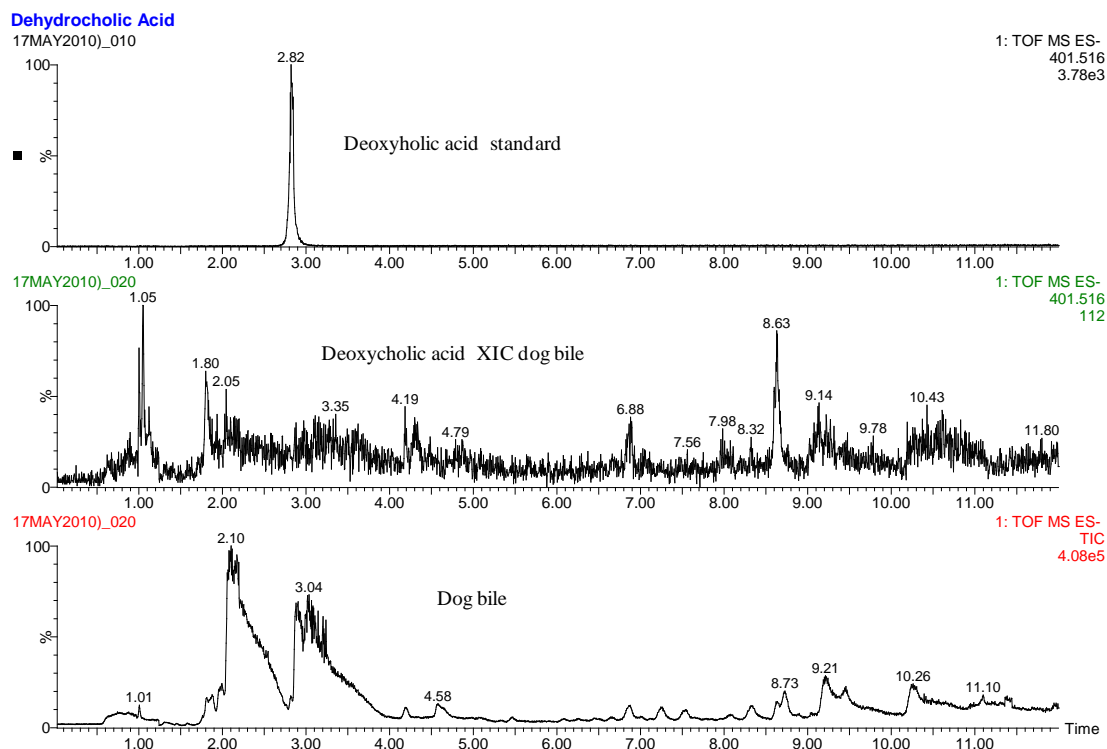 Dehydrocholic Acid
17MAY2010)_010
1: TOF MS ES-
401.516
3.78e3
100
%
0
2.82
Deoxyholic acid standard
1.00 2.00 3.00 4.00 5.00 6.00 7.00 8.00 9.00 10.00 11.00
17MAY2010)_020
1: TOF MS ES-
401.516
112
100
%
0
1.05
1.80
2.05
3.35
4.19
4.79
6.88
7.56
7.98
8.32
8.63
9.14
9.78
10.43
11.80
Deoxycholic acid XIC dog bile
1.00 2.00 3.00 4.00 5.00 6.00 7.00 8.00 9.00 10.00 11.00
17MAY2010)_020
1: TOF MS ES-
TIC
4.08e5
100
%
0
2.10
3.04
Dog bile
1.01
4.58
8.73
9.21
10.26
11.10
1.00 2.00 3.00 4.00 5.00 6.00 7.00 8.00 9.00 10.00 11.00
Time